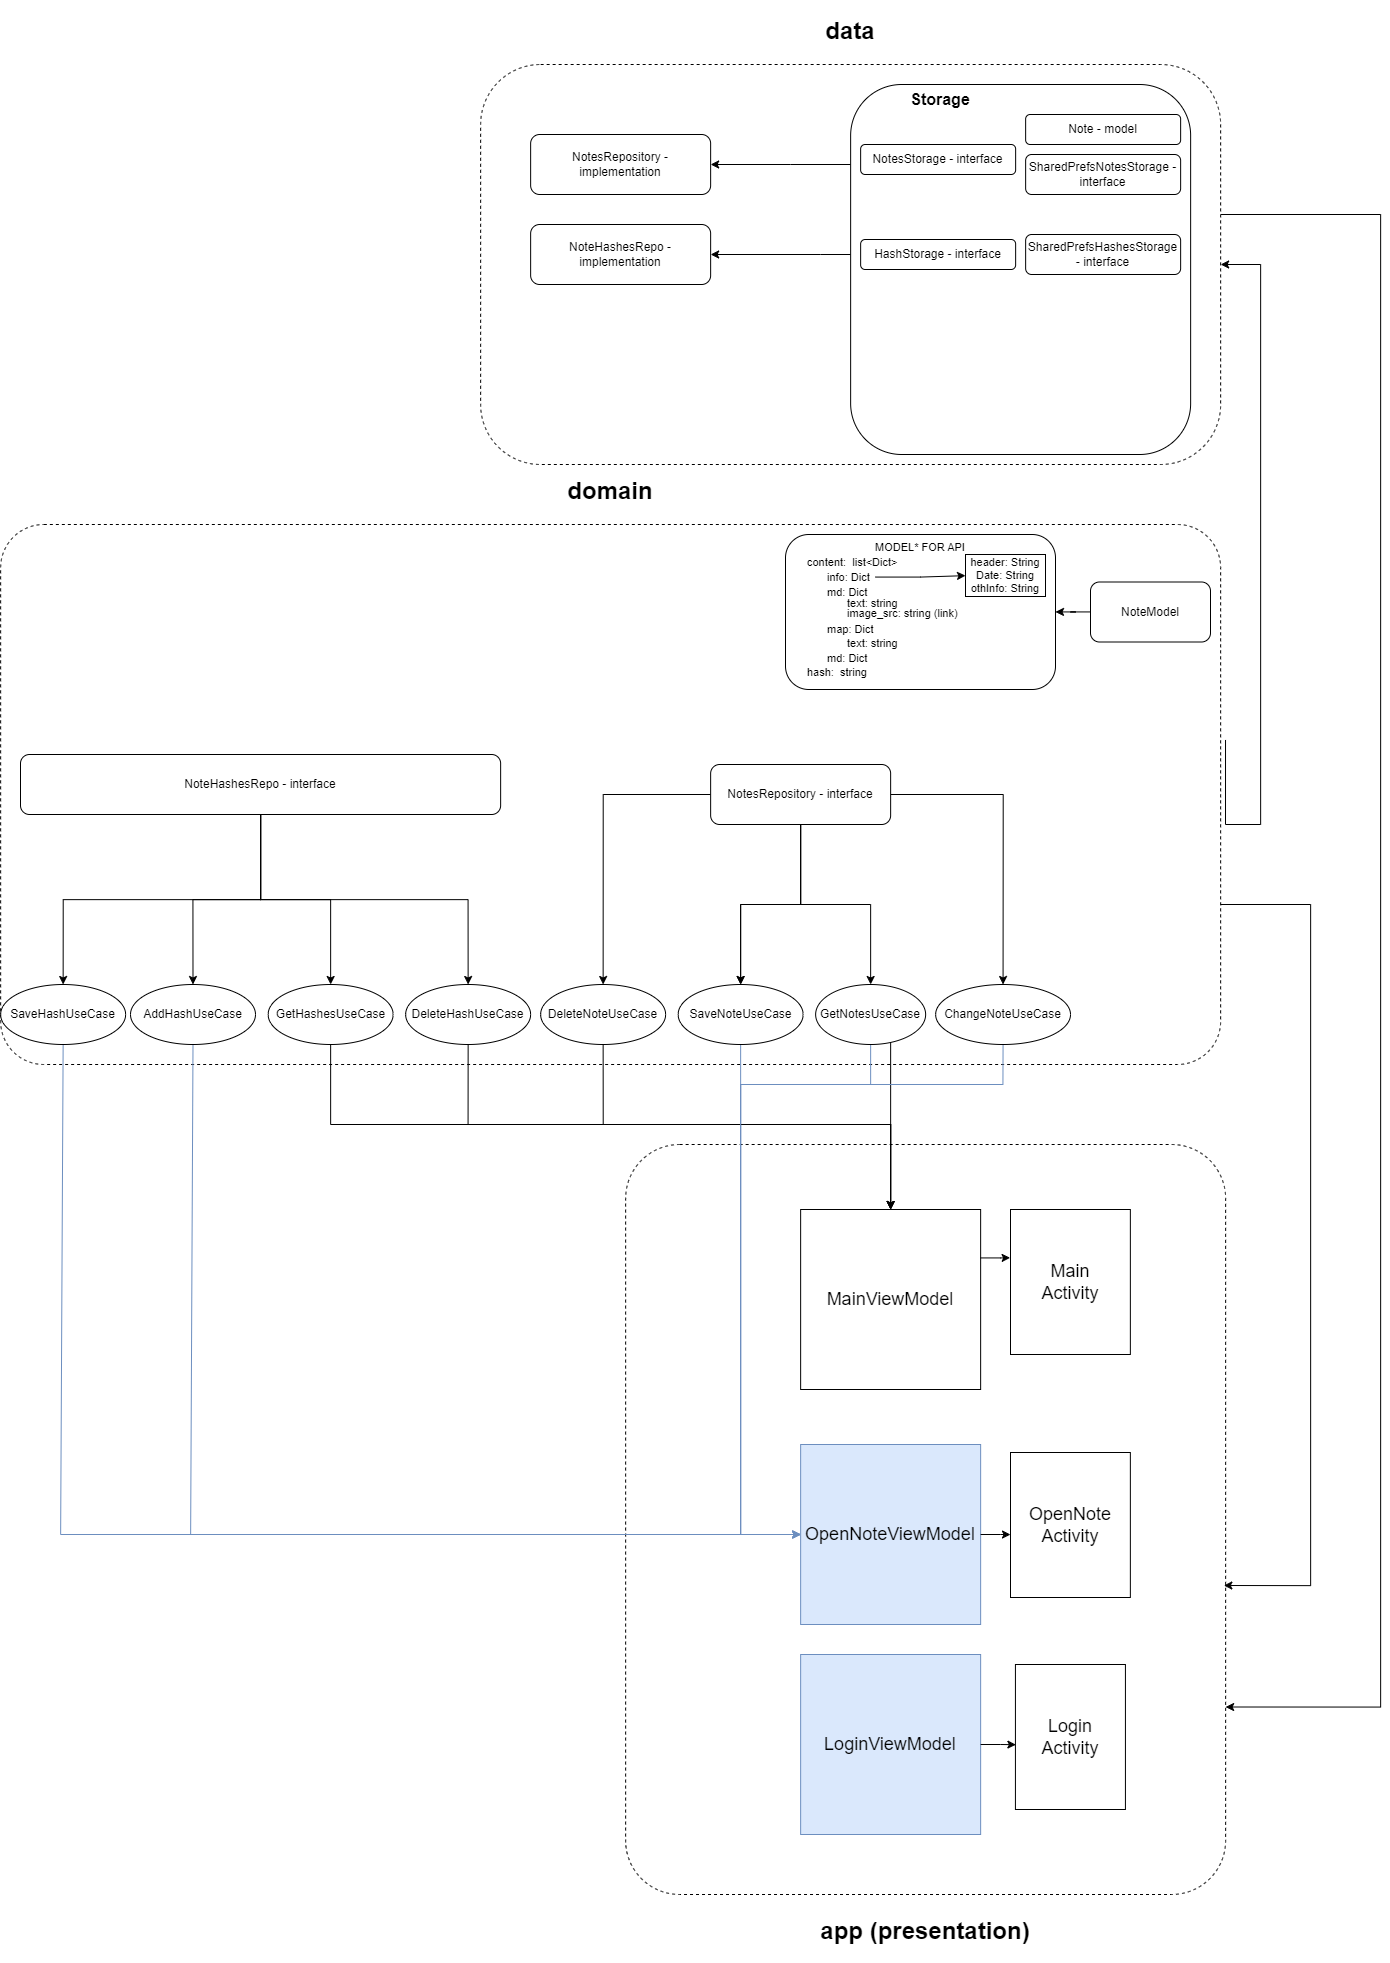 data
Storage
Note - model
NotesRepository -
implementation
NotesStorage - interface
SharedPrefsNotesStorage -
interface
NoteHashesRepo -
implementation
HashStorage - interface
SharedPrefsHashesStorage
- interface
domain
MODEL* FOR API
content:  list<Dict>
info: Dict
header: String
Date: String
othInfo: String
md: Dict
text: string
image_src: string (link)
map: Dict
text: string
md: Dict
hash:  string
NoteModel
NoteHashesRepo - interface
NotesRepository - interface
SaveHashUseCase
AddHashUseCase
GetHashesUseCase
DeleteHashUseCase
DeleteNoteUseCase
SaveNoteUseCase
GetNotesUseCase
ChangeNoteUseCase
MainViewModel
Main
Activity
OpenNoteViewModel
OpenNote
Activity
LoginViewModel
Login
Activity
app (presentation)